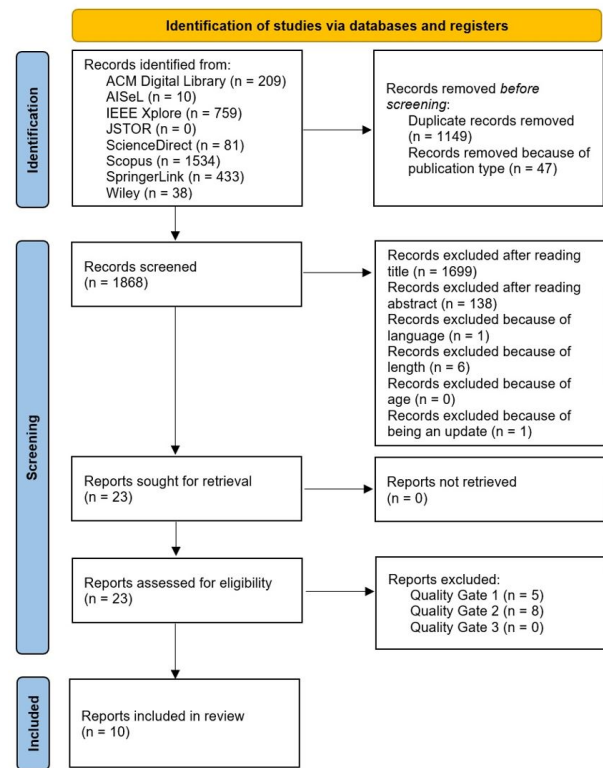 Identification of studies via databases and registers
Identification
Records identified from:
ACM Digital Library (n = 209)
AISeL (n = 10)
IEEE Xplore (n = 759)
JSTOR (n = 0)
ScienceDirect (n = 81)
Scopus (n = 1534)
SpringerLink (n = 433)
Wiley (n = 38)
Records removed before
screening:
Duplicate records removed
(n = 1149)
Records removed because of
publication type (n = 47)
Screening
Records screened
(n = 1868)
Records excluded after reading
title (n = 1699)
Records excluded after reading
abstract (n = 138)
Records excluded because of
language (n = 1)
Records excluded because of
length (n = 6)
Records excluded because of
age (n = 0)
Records excluded because of
being an update (n = 1)
Reports sought for retrieval
(n = 23)
Reports not retrieved
(n = 0)
Reports assessed for eligibility
(n = 23)
Reports excluded:
Quality Gate 1 (n = 5)
Quality Gate 2 (n = 8)
Quality Gate 3 (n = 0)
Included
Reports included in review
(n = 10)